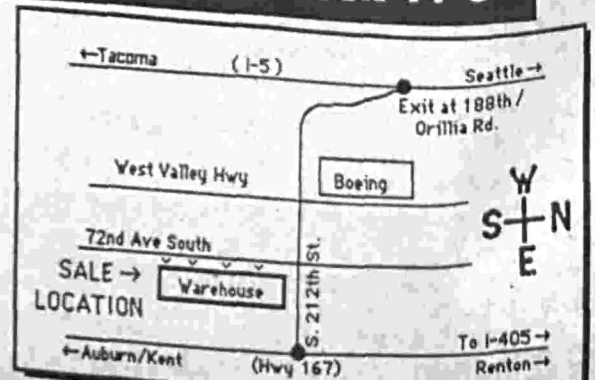 ←Tacoma (I-5) Seattle→
Exit at 188th/
Orillia Rd.
West Valley Hwy
Boeing
W
S N
E
72nd Ave South
S. 212th St.
SALE →
LOCATION
Warehouse
←Auburn/Kent (Hwy 167) To I-405→
Renton→